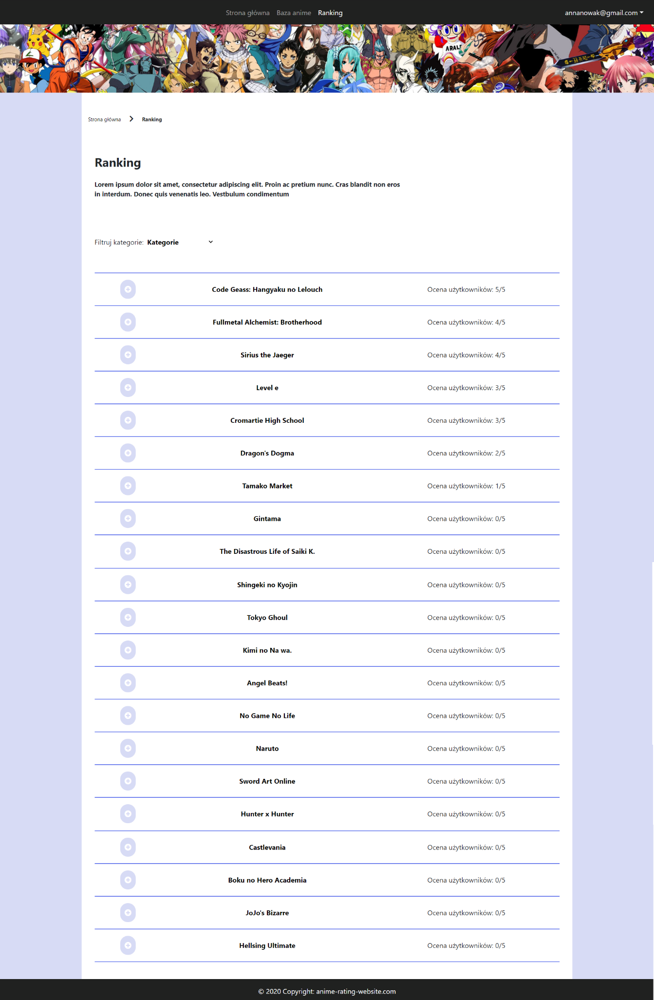 Strona główna Baza anime Ranking annanowak@gmail.com
ARALE
Strona główna Ranking
Ranking
Lorem ipsum dolor sit amet, consectetur adipiscing elit. Proin ac pretium nunc. Cras blandit non eros
in interdum. Donec quis venenatis leo. Vestbulum condimentum
Filtruj kategorie: Kategorie
Code Geass: Hangyaku no Lelouch Ocena użytkowników: 5/5
Fullmetal Alchemist: Brotherhood Ocena użytkowników: 4/5
Sirius the Jaeger Ocena użytkowników: 4/5
Level e Ocena użytkowników: 3/5
Cromartie High School Ocena użytkowników: 3/5
Dragon's Dogma Ocena użytkowników: 2/5
Tamako Market Ocena użytkowników: 1/5
Gintama Ocena użytkowników: 0/5
The Disastrous Life of Saiki K. Ocena użytkowników: 0/5
Shingeki no Kyojin Ocena użytkowników: 0/5
Tokyo Ghoul Ocena użytkowników: 0/5
Kimi no Na wa. Ocena użytkowników: 0/5
Angel Beats! Ocena użytkowników: 0/5
No Game No Life Ocena użytkowników: 0/5
Naruto Ocena użytkowników: 0/5
Sword Art Online Ocena użytkowników: 0/5
Hunter x Hunter Ocena użytkowników: 0/5
Castlevania Ocena użytkowników: 0/5
Boku no Hero Academia Ocena użytkowników: 0/5
JoJo's Bizarre Ocena użytkowników: 0/5
Hellsing Ultimate Ocena użytkowników: 0/5
© 2020 Copyright: anime-rating-website.com